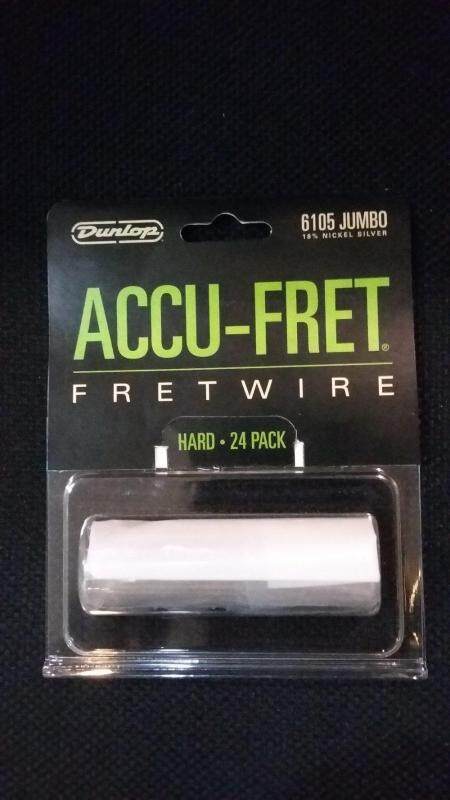 Dunlop
6105 JUMBO
18% NICKEL SILVER
ACCU-FRET®
FRETWIRE
HARD • 24 PACK